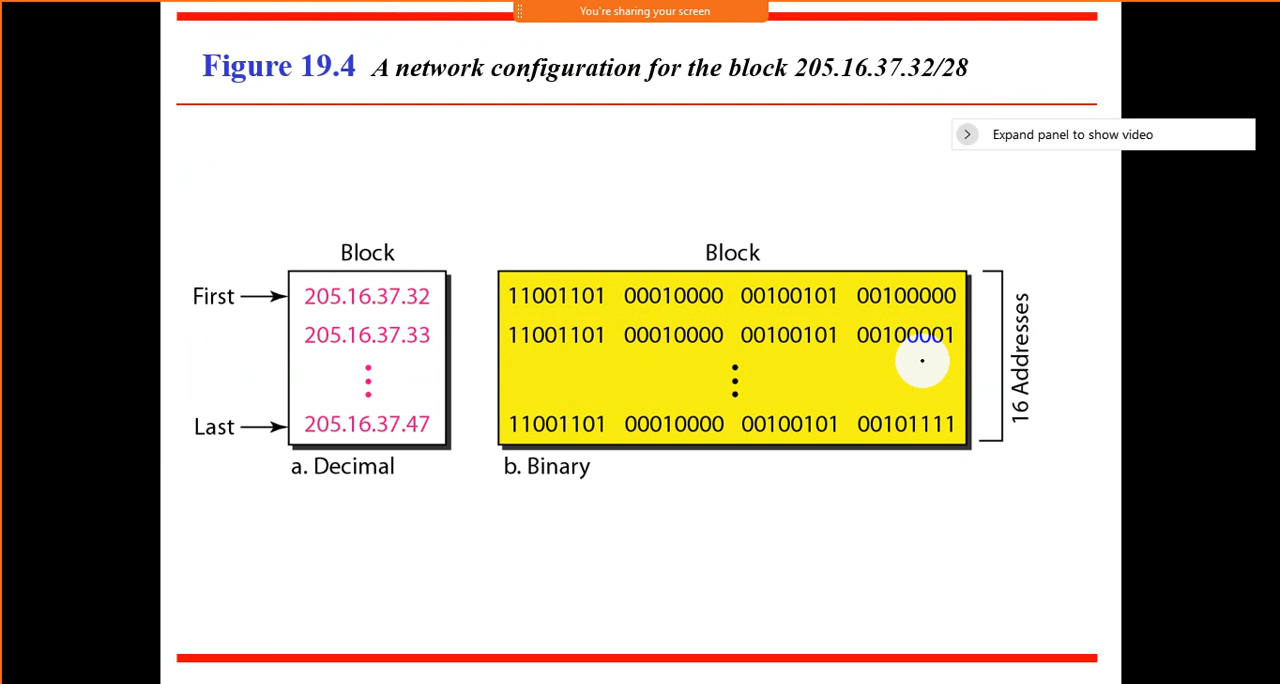 You're sharing your screen
Figure 19.4 A network configuration for the block 205.16.37.32/28
Expand panel to show video
Block
Block
First
205.16.37.32
11001101 00010000 00100101 00100000
205.16.37.33
11001101 00010000 00100101 00100001
16 Addresses
Last
205.16.37.47
11001101 00010000 00100101 00101111
a. Decimal
b. Binary